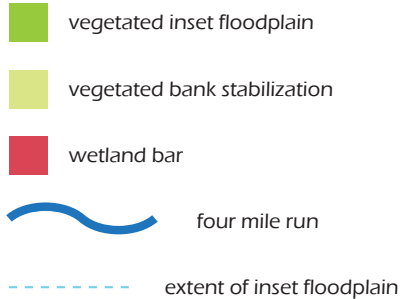 vegetated inset floodplain
vegetated bank stabilization
wetland bar
four mile run
extent of inset floodplain